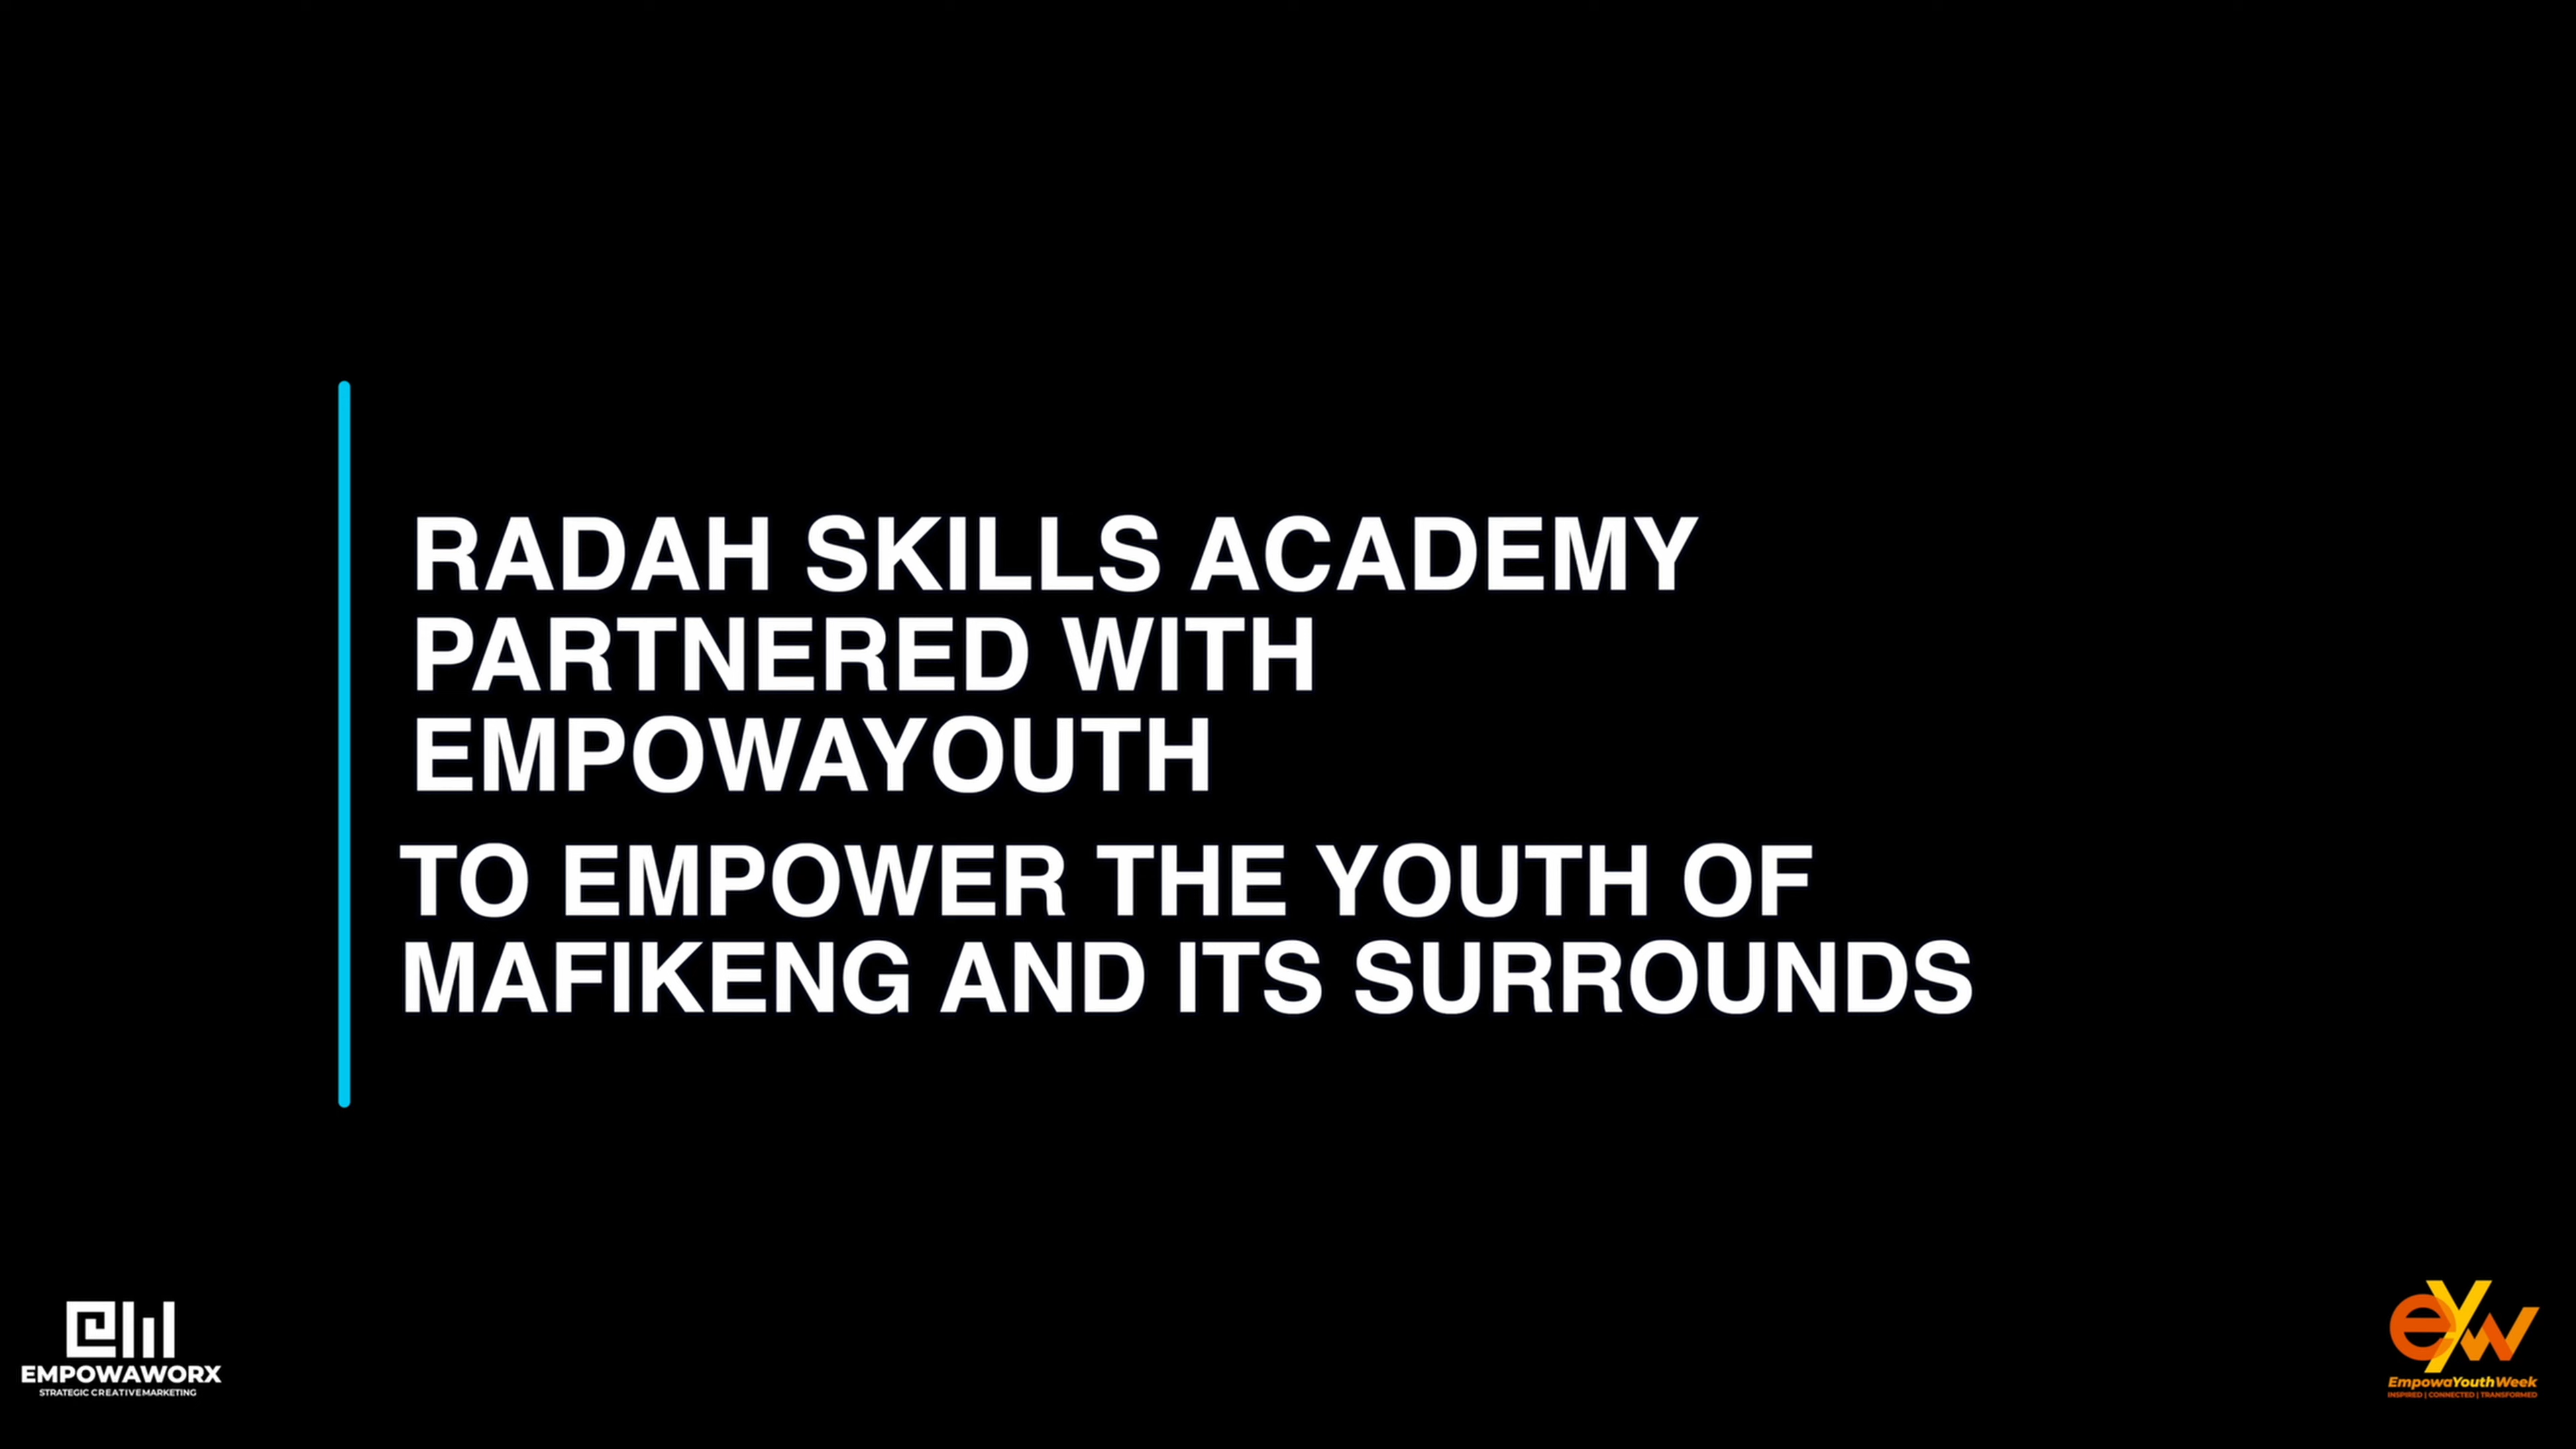 RADAH SKILLS ACADEMY
PARTNERED WITH
EMPOWAYOUTH
TO EMPOWER THE YOUTH OF
MAFIKENG AND ITS SURROUNDS
EMPOWAWORX
STRATEGIC CREATIVE MARKETING
eyw
EmpowaYouthWeek
INSPIRED | CONNECTED | TRANSFORMED